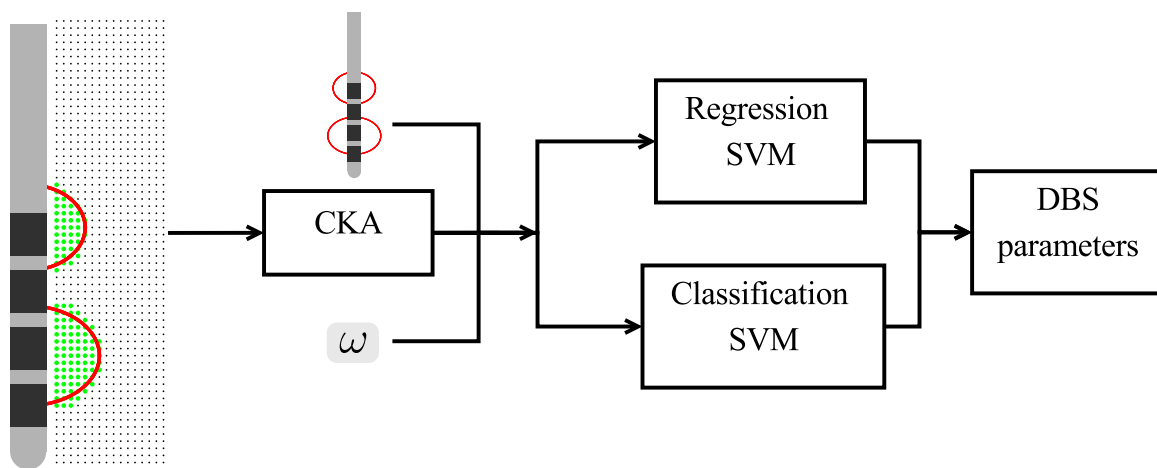 CKA
ω
Regression
SVM
Classification
SVM
DBS
parameters